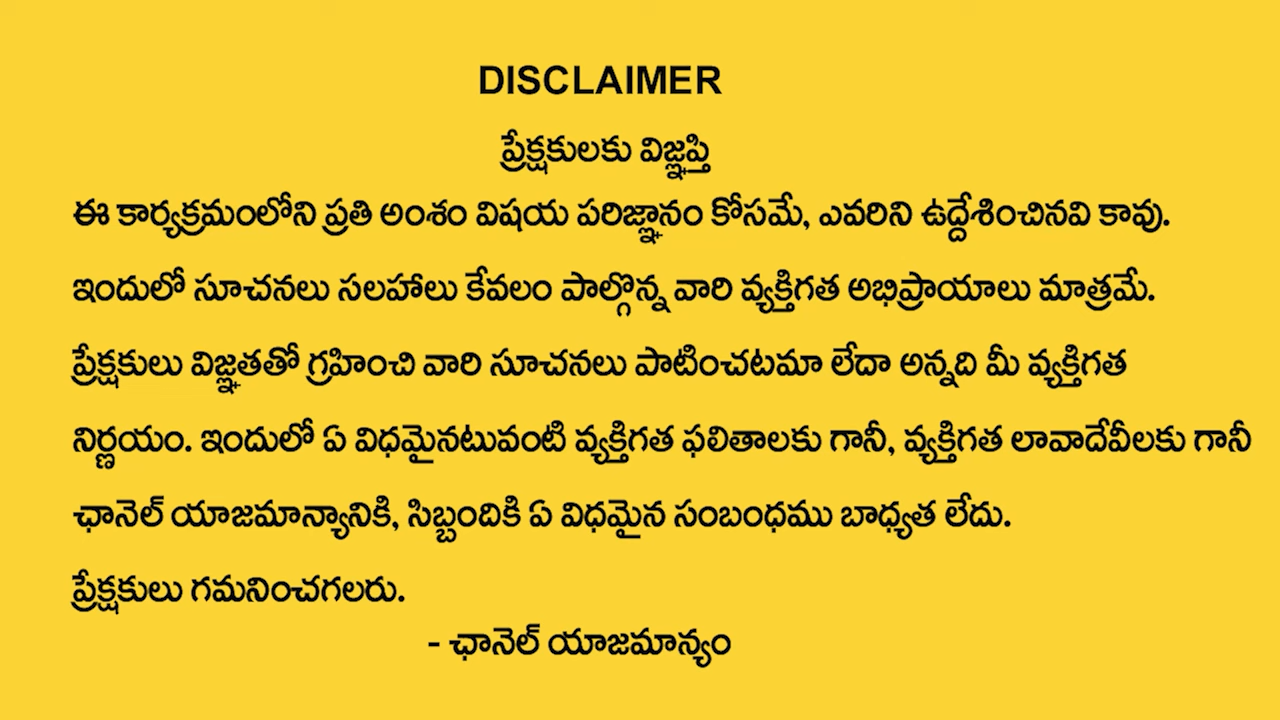 DISCLAIMER
ప్రేక్షకులకు విజ్ఞప్తి
ఈ కార్యక్రమంలోని ప్రతి అంశం విషయ పరిజ్ఞానం కోసమే, ఎవరిని ఉద్దేశించినవి కావు.
ఇందులో సూచనలు సలహాలు కేవలం పాల్గొన్న వారి వ్యక్తిగత అభిప్రాయాలు మాత్రమే.
ప్రేక్షకులు విజ్ఞతతో గ్రహించి వారి సూచనలు పాటించటమా లేదా అన్నది మీ వ్యక్తిగత
నిర్ణయం. ఇందులో ఏ విధమైనటువంటి వ్యక్తిగత ఫలితాలకు గానీ, వ్యక్తిగత లావాదేవీలకు గానీ
ఛానెల్ యాజమాన్యానికి, సిబ్బందికి ఏ విధమైన సంబంధము బాధ్యత లేదు.
ప్రేక్షకులు గమనించగలరు.
- ఛానెల్ యాజమాన్యం